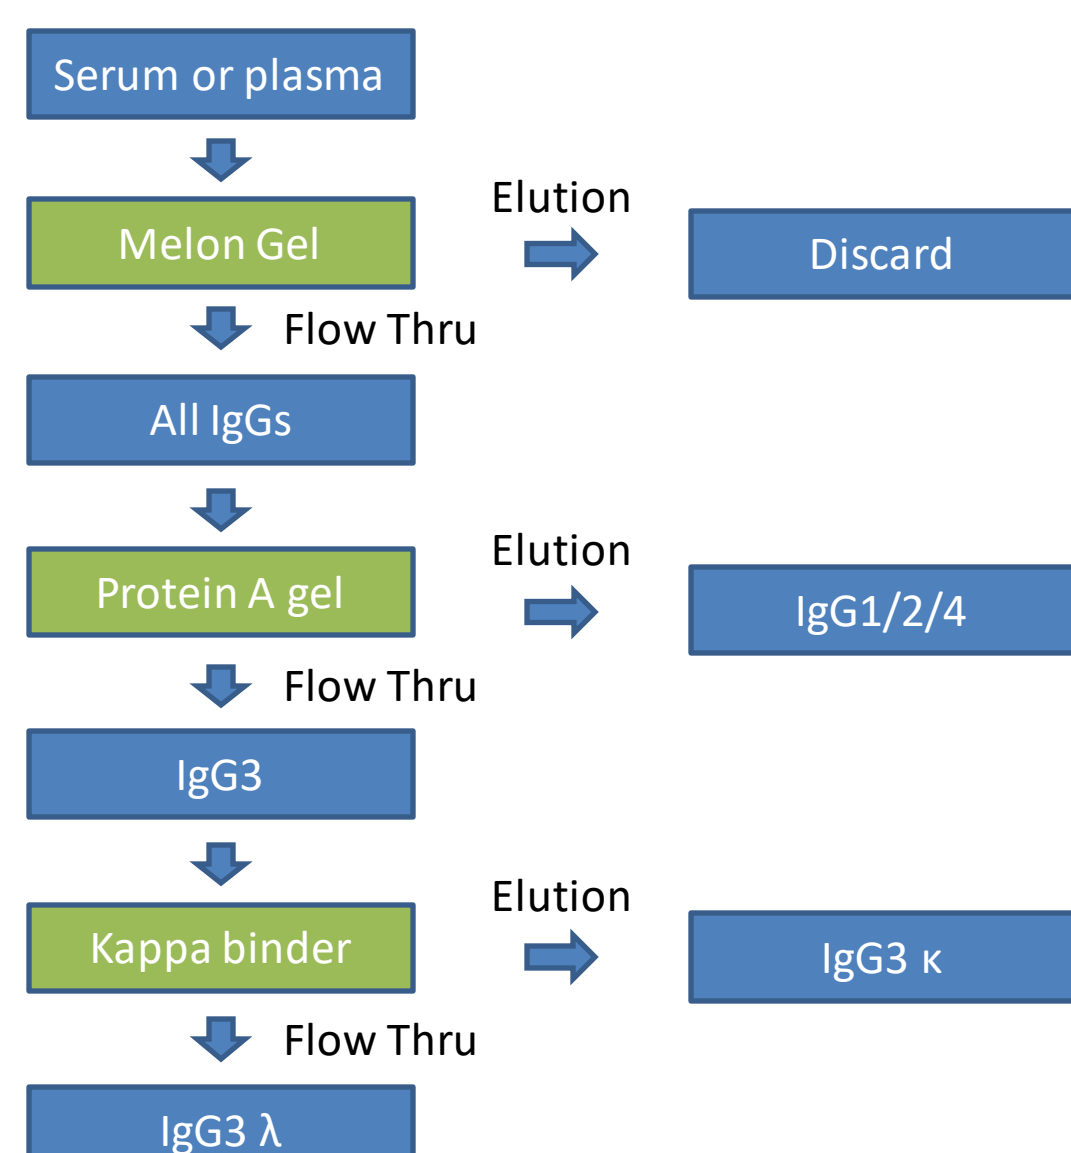 Serum or plasma
Elution
Melon Gel
Discard
Flow Thru
All IgGs
Elution
Protein A gel
IgG1/2/4
Flow Thru
IgG3
Elution
Kappa binder
IgG3 κ
Flow Thru
IgG3 λ